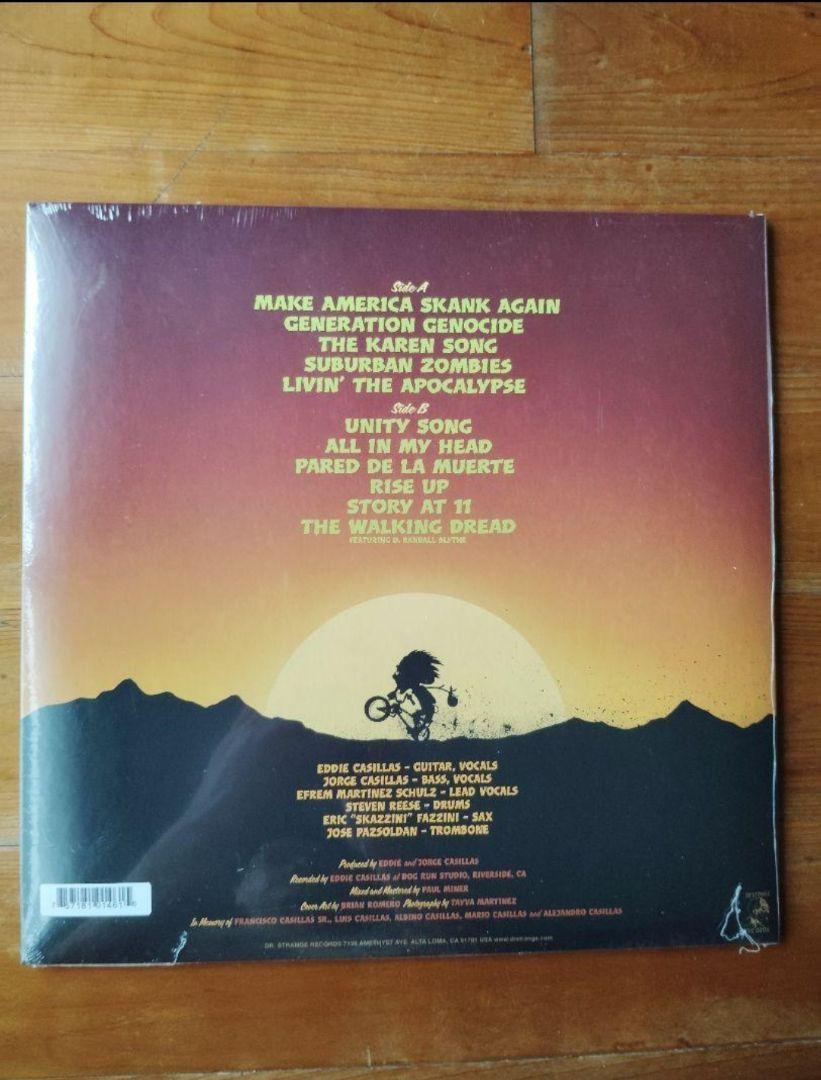 Side A
MAKE AMERICA SKANK AGAIN
GENERATION GENOCIDE
THE KAREN SONG
SUBURBAN ZOMBIES
LIVIN' THE APOCALYPSE
Side B
UNITY SONG
ALL IN MY HEAD
PARED DE LA MUERTE
RISE UP
STORY AT 11
THE WALKING DREAD
FEATURING D. RANDALL BLYTHE
EDDIE CASILLAS - GUITAR, VOCALS
JORGE CASILLAS - BASS, VOCALS
EFREM MARTINEZ SCHULZ - LEAD VOCALS
STEVEN REESE - DRUMS
ERIC "SKAZZINI" FAZZINI - SAX
JOSE PAZSOLDAN - TROMBONE
Produced by EDDIE and JORGE CASILLAS
Recorded by EDDIE CASILLAS at DOG RUN STUDIO, RIVERSIDE, CA
Mixed and Mastered by PAUL MINER
Cover Art by BRIAN ROMERO Photography by TAYVA MARTINEZ
In Memory of FRANCISCO CASILLAS SR., LUIS CASILLAS, ALBINO CASILLAS, MARIO CASILLAS and ALEJANDRO CASILLAS
DR. STRANGE RECORDS 7136 AMETHYST AVE. ALTA LOMA, CA 91701 USA www.drstrange.com